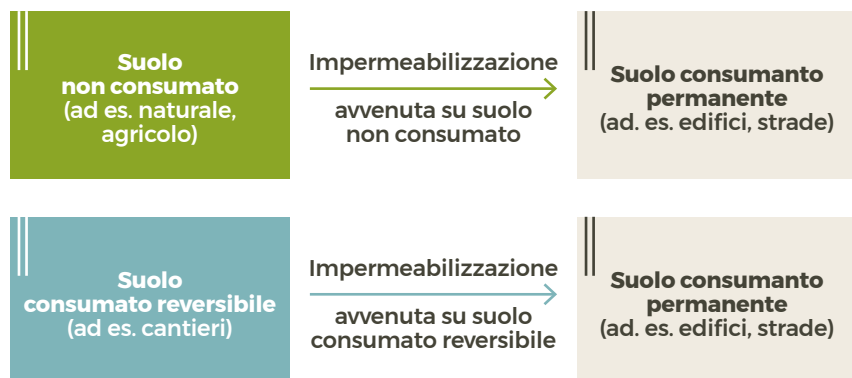 Suolo
non consumato
(ad es. naturale,
agricolo)
Impermeabilizzazione
avvenuta su suolo
non consumato
Suolo consumanto
permanente
(ad. es. edifici, strade)
Suolo
consumato reversibile
(ad es. cantieri)
Impermeabilizzazione
avvenuta su suolo
consumato reversibile
Suolo consumanto
permanente
(ad. es. edifici, strade)